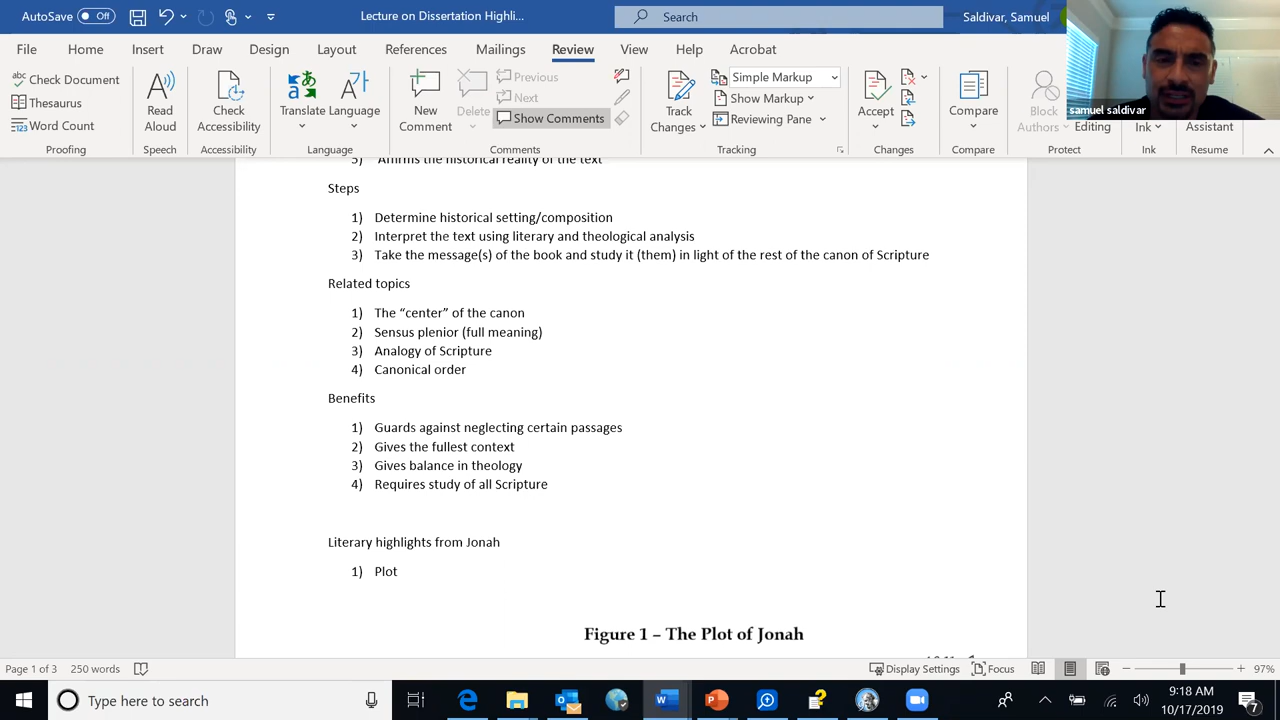 AutoSave Off Lecture on Dissertation Highli... Search Saldivar, Samuel
File Home Insert Draw Design Layout References Mailings Review View Help Acrobat
abc Check Document
Thesaurus
Word Count
Proofing
Read Aloud
Speech
Check Accessibility
Accessibility
Translate
Language
Language
New Comment
Delete
Previous
Next
Show Comments
Comments
Track Changes
Simple Markup
Show Markup
Reviewing Pane
Tracking
Accept
Changes
Compare
Compare
Block Authors
Editing
Protect
Ink
Ink
Assistant
Resume
samuel saldivar
3) Affirms the historical reality of the text
Steps
1) Determine historical setting/composition
2) Interpret the text using literary and theological analysis
3) Take the message(s) of the book and study it (them) in light of the rest of the canon of Scripture
Related topics
1) The “center” of the canon
2) Sensus plenior (full meaning)
3) Analogy of Scripture
4) Canonical order
Benefits
1) Guards against neglecting certain passages
2) Gives the fullest context
3) Gives balance in theology
4) Requires study of all Scripture
Literary highlights from Jonah
1) Plot
Figure 1 – The Plot of Jonah
Page 1 of 3 250 words Display Settings Focus 97%
Type here to search
9:18 AM
10/17/2019
7